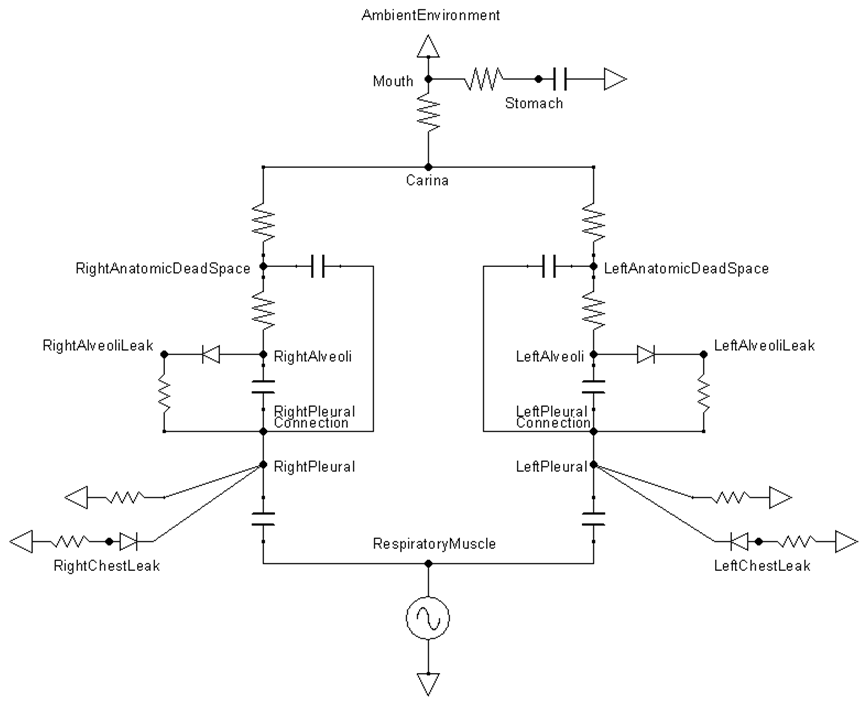 AmbientEnvironment
Mouth
Stomach
Carina
RightAnatomicDeadSpace
LeftAnatomicDeadSpace
RightAlveoliLeak
RightAlveoli
LeftAlveoli
LeftAlveoliLeak
RightPleural
Connection
LeftPleural
Connection
RightPleural
LeftPleural
RespiratoryMuscle
RightChestLeak
LeftChestLeak